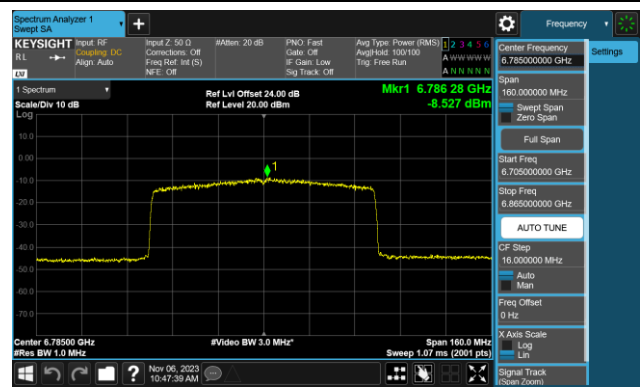 Spectrum Analyzer 1
Swept SA
Frequency
KEYSIGHT
Input: RF
Coupling: DC
Align: Auto
Input Z: 50 Ω
Corrections: Off
Freq Ref: Int (S)
NFE: Off
#Atten: 20 dB
PNO: Fast
Gate: Off
IF Gain: Low
Sig Track: Off
Avg Type: Power (RMS)
Avg|Hold: 100/100
Trig: Free Run
1 2 3 4 5 6
A W W W W W
A N N N N N
RL
LXI
1 Spectrum
Scale/Div 10 dB
Log
Ref Lvl Offset 24.00 dB
Ref Level 20.00 dBm
Mkr1 6.786 28 GHz
-8.527 dBm
1
10.0
0.00
-10.0
-20.0
-30.0
-40.0
-50.0
-60.0
-70.0
Center 6.78500 GHz
#Res BW 1.0 MHz
#Video BW 3.0 MHz*
Span 160.0 MHz
Sweep 1.07 ms (2001 pts)
Center Frequency
6.785000000 GHz
Settings
Span
160.000000 MHz
Swept Span
Zero Span
Full Span
Start Freq
6.705000000 GHz
Stop Freq
6.865000000 GHz
AUTO TUNE
CF Step
16.000000 MHz
Auto
Man
Freq Offset
0 Hz
X Axis Scale
Log
Lin
Signal Track
(Span Zoom)
?
Nov 06, 2023
10:47:39 AM